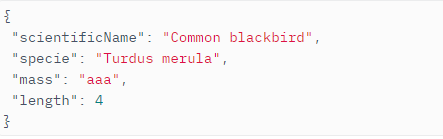 {
"scientificName": "Common blackbird",
"specie": "Turdus merula",
"mass": "aaa",
"length": 4
}